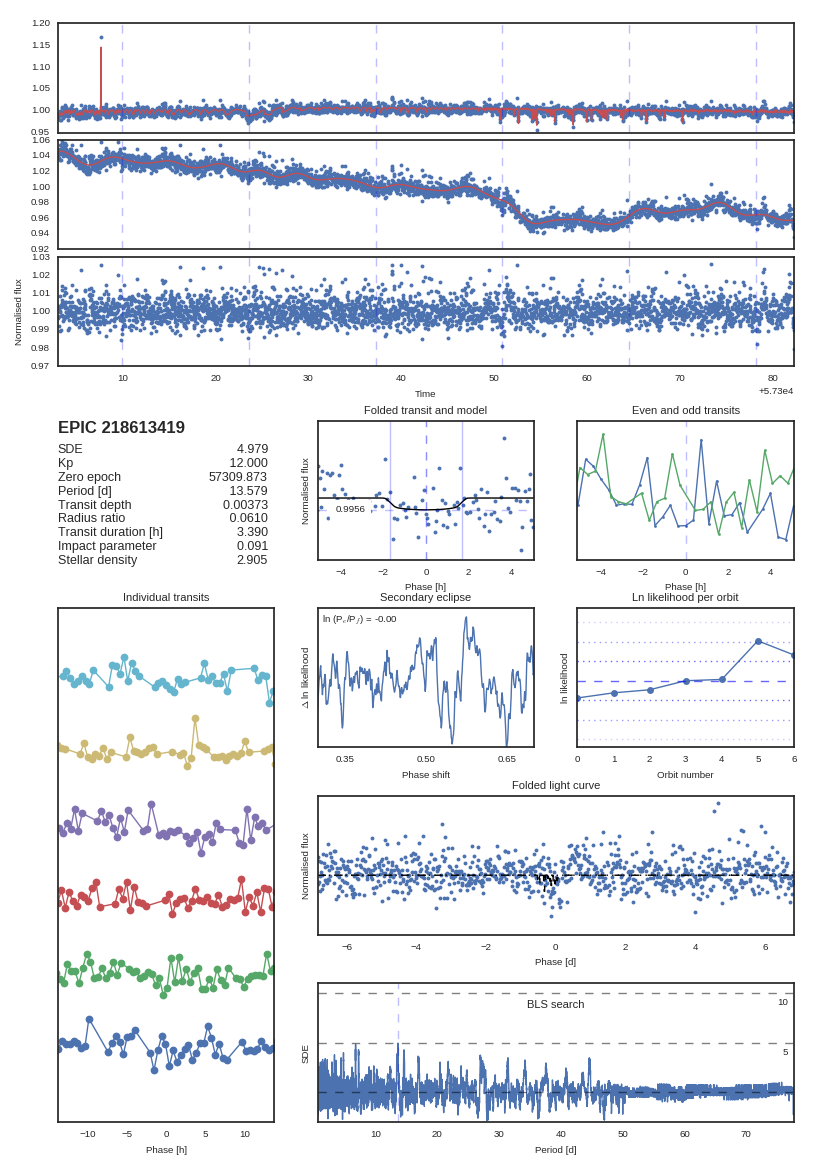 1.20
1.15
1.10
1.05
1.00
0.95
1.06
1.04
1.02
1.00
0.98
0.96
0.94
0.92
1.03
1.02
1.01
1.00
0.99
0.98
0.97
Normalised flux
10 20 30 40 50 60 70 80
Time
+5.73e4
EPIC 218613419
SDE 4.979
Kp 12.000
Zero epoch 57309.873
Period [d] 13.579
Transit depth 0.00373
Radius ratio 0.0610
Transit duration [h] 3.390
Impact parameter 0.091
Stellar density 2.905
Folded transit and model
Normalised flux
0.9956
−4 −2 0 2 4
Phase [h]
Even and odd transits
−4 −2 0 2 4
Phase [h]
Individual transits
−10 −5 0 5 10
Phase [h]
Secondary eclipse
Δ ln likelihood
0.35 0.50 0.65
Phase shift
Ln likelihood per orbit
ln likelihood
0 1 2 3 4 5 6
Orbit number
Folded light curve
Normalised flux
−6 −4 −2 0 2 4 6
Phase [d]
BLS search
10
5
SDE
10 20 30 40 50 60 70
Period [d]